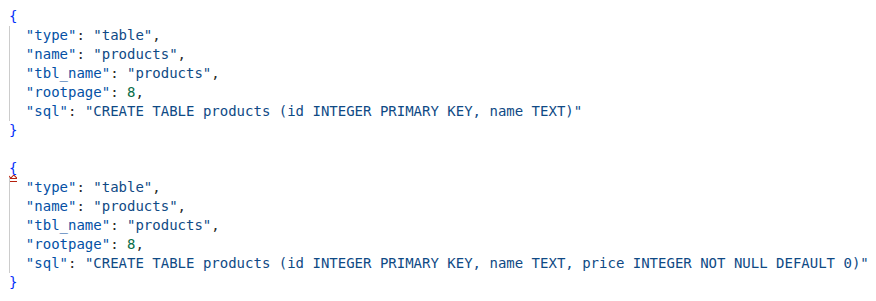 {
"type": "table",
"name": "products",
"tbl_name": "products",
"rootpage": 8,
"sql": "CREATE TABLE products (id INTEGER PRIMARY KEY, name TEXT)"
}
{
"type": "table",
"name": "products",
"tbl_name": "products",
"rootpage": 8,
"sql": "CREATE TABLE products (id INTEGER PRIMARY KEY, name TEXT, price INTEGER NOT NULL DEFAULT 0)"
}